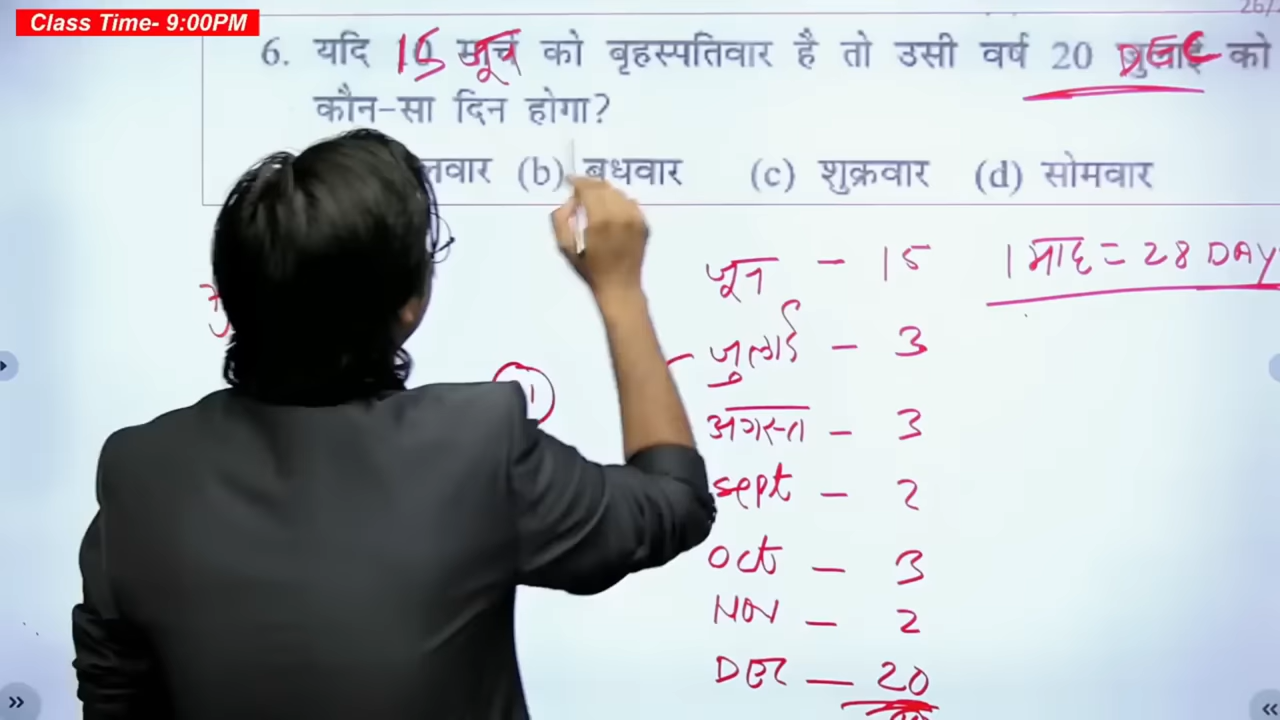 Class Time- 9:00PM
6. यदि 15 जून को बृहस्पतिवार है तो उसी वर्ष 20 DEC को
कौन-सा दिन होगा?
लवार (b) बुधवार (c) शुक्रवार (d) सोमवार
जून - 15
1 माह = 28 DAY
जुलाई - 3
अगस्त - 3
Sept - 2
Oct - 3
NOV - 2
DEC - 20